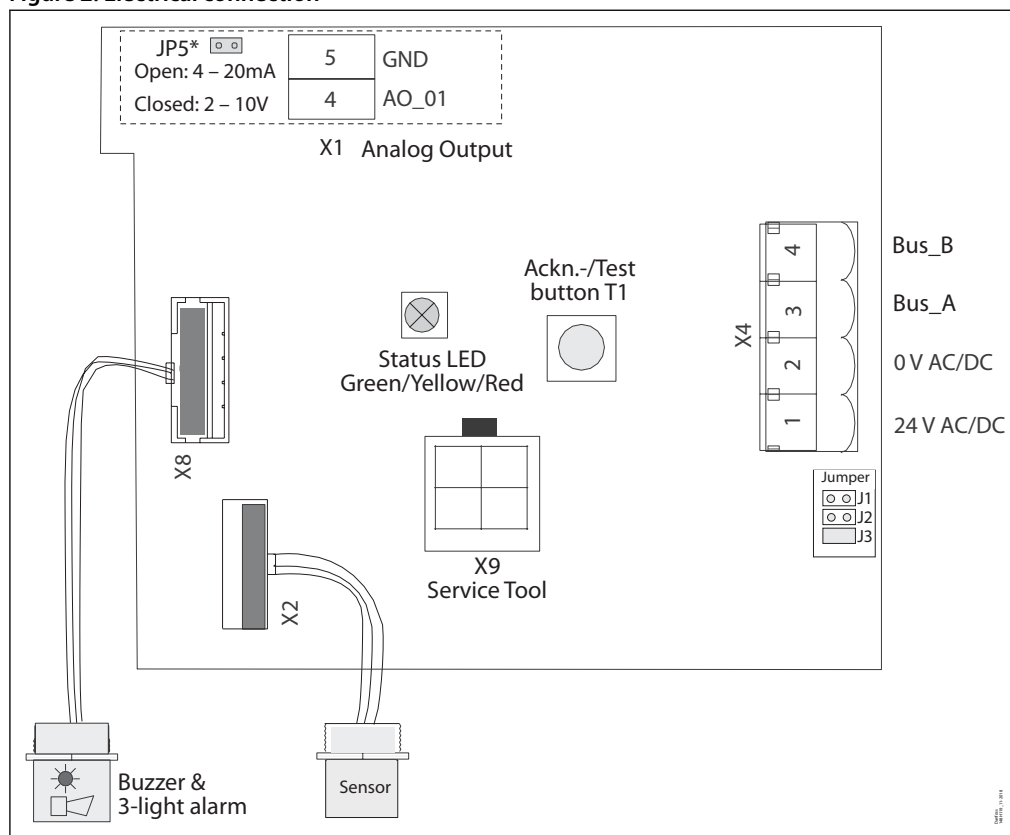 JP5*
Open: 4 – 20mA
Closed: 2 – 10V
5 GND
4 AO_01
X1 Analog Output
Ackn.-/Test
button T1
Status LED
Green/Yellow/Red
X4
4 Bus_B
3 Bus_A
2 0 V AC/DC
1 24 V AC/DC
Jumper
J1
J2
J3
X8
X2
X9
Service Tool
Buzzer &
3-light alarm
Sensor
Danfoss